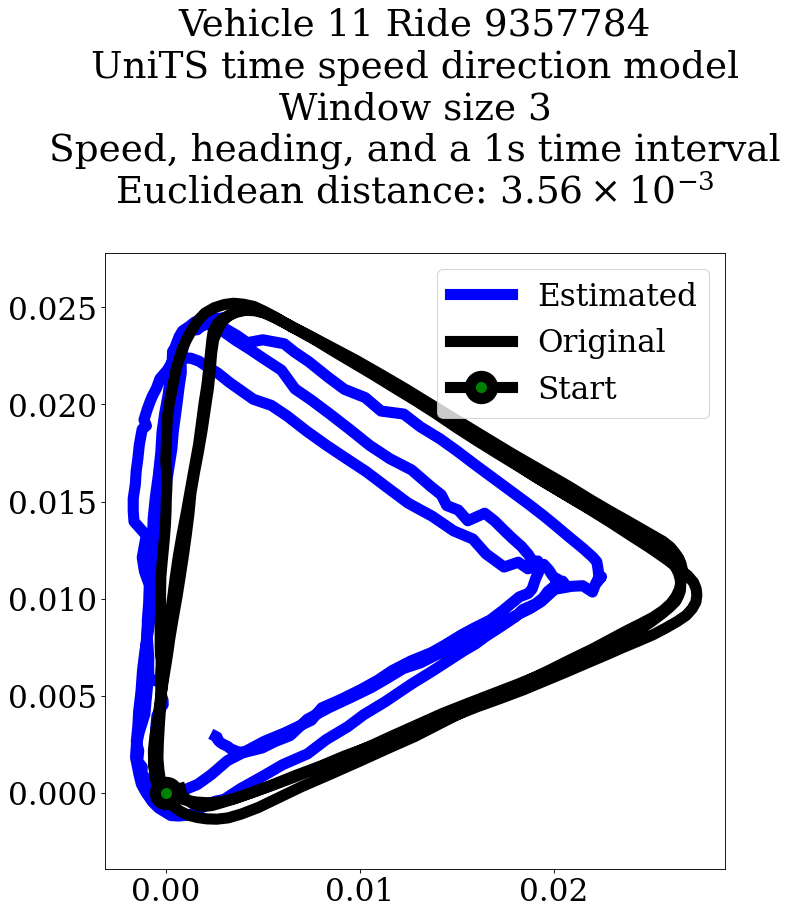 Vehicle 11 Ride 9357784
UniTS time speed direction model
Window size 3
Speed, heading, and a 1s time interval
Euclidean distance: 3.56 × 10⁻³
Estimated
Original
Start
0.025
0.020
0.015
0.010
0.005
0.000
0.00 0.01 0.02